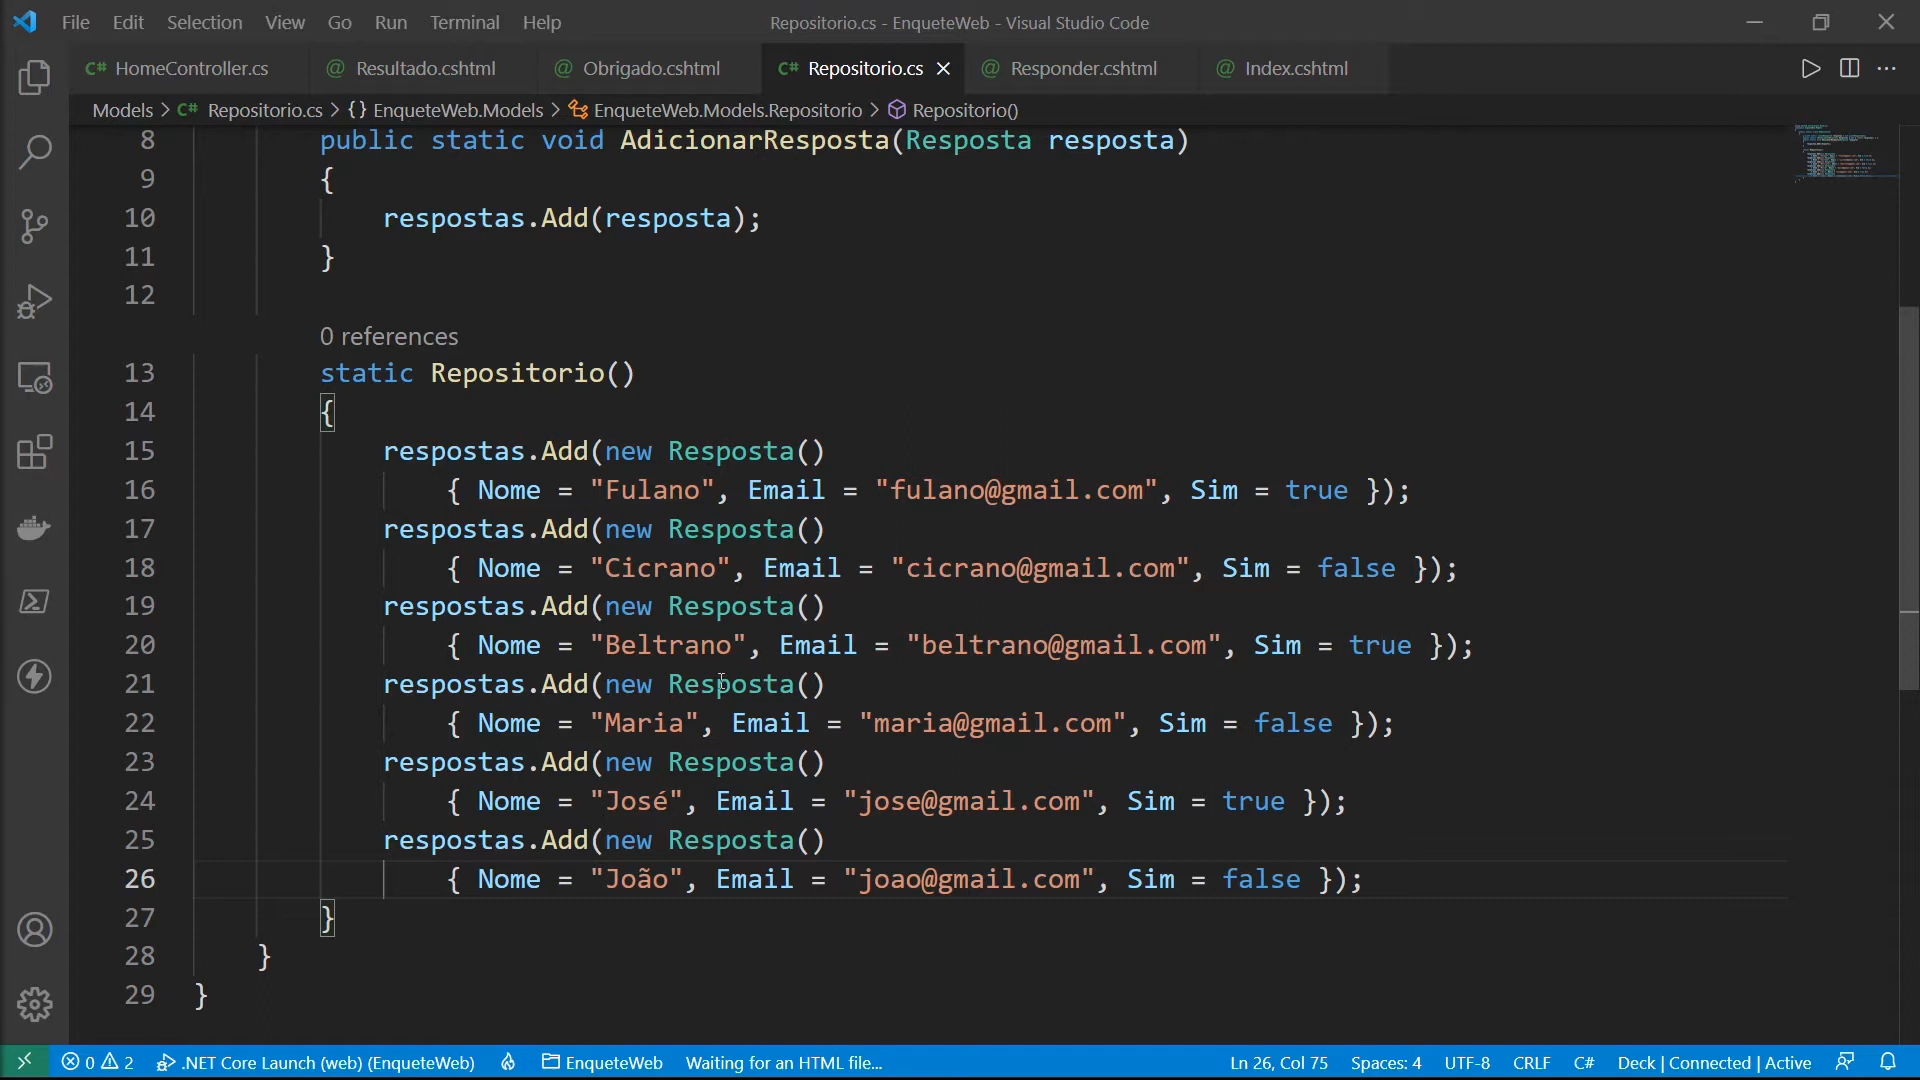 File Edit Selection View Go Run Terminal Help Repositorio.cs - EnqueteWeb - Visual Studio Code
C# HomeController.cs @ Resultado.cshtml @ Obrigado.cshtml C# Repositorio.cs @ Responder.cshtml @ Index.cshtml
Models > C# Repositorio.cs > {} EnqueteWeb.Models > EnqueteWeb.Models.Repositorio > Repositorio()
8 public static void AdicionarResposta(Resposta resposta)
9 {
10 respostas.Add(resposta);
11 }
12
0 references
13 static Repositorio()
14 {
15 respostas.Add(new Resposta()
16 { Nome = "Fulano", Email = "fulano@gmail.com", Sim = true });
17 respostas.Add(new Resposta()
18 { Nome = "Cicrano", Email = "cicrano@gmail.com", Sim = false });
19 respostas.Add(new Resposta()
20 { Nome = "Beltrano", Email = "beltrano@gmail.com", Sim = true });
21 respostas.Add(new Resposta()
22 { Nome = "Maria", Email = "maria@gmail.com", Sim = false });
23 respostas.Add(new Resposta()
24 { Nome = "José", Email = "jose@gmail.com", Sim = true });
25 respostas.Add(new Resposta()
26 { Nome = "João", Email = "joao@gmail.com", Sim = false });
27 }
28 }
29 }
0 2 .NET Core Launch (web) (EnqueteWeb) EnqueteWeb Waiting for an HTML file... Ln 26, Col 75 Spaces: 4 UTF-8 CRLF C# Deck | Connected | Active